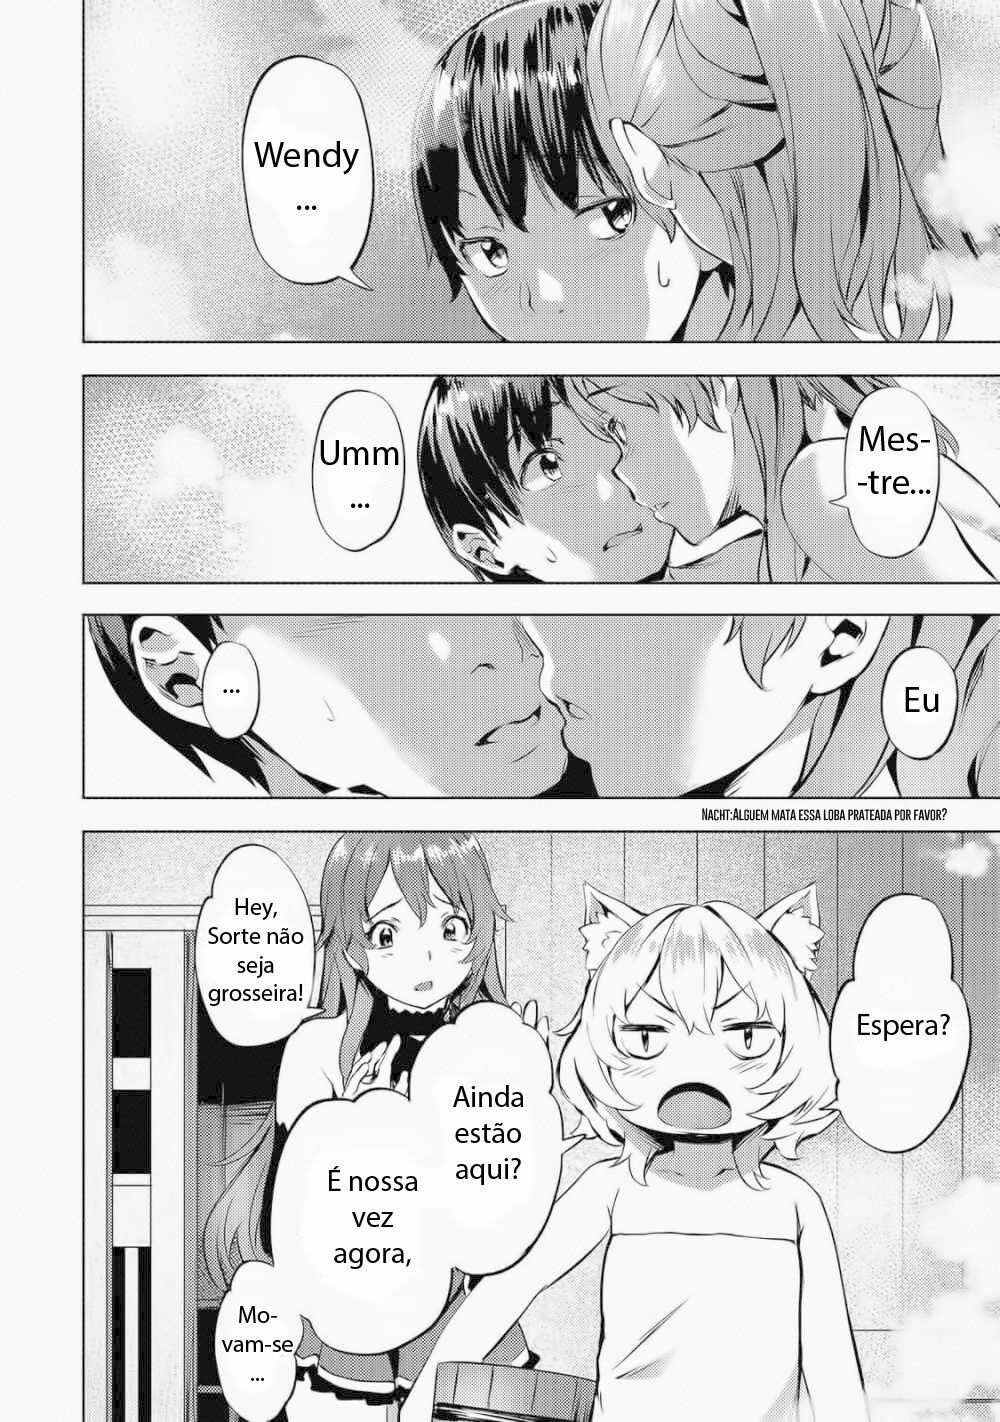 Wendy
...
Mes-
-tre...
Umm
...
Eu
...
Nacht:Alguem mata essa loba prateada por favor?
Espera?
Ainda
estão
aqui?
Hey,
Sorte não
seja
grosseira!
É nossa
vez
agora,
Mo-
vam-se
...